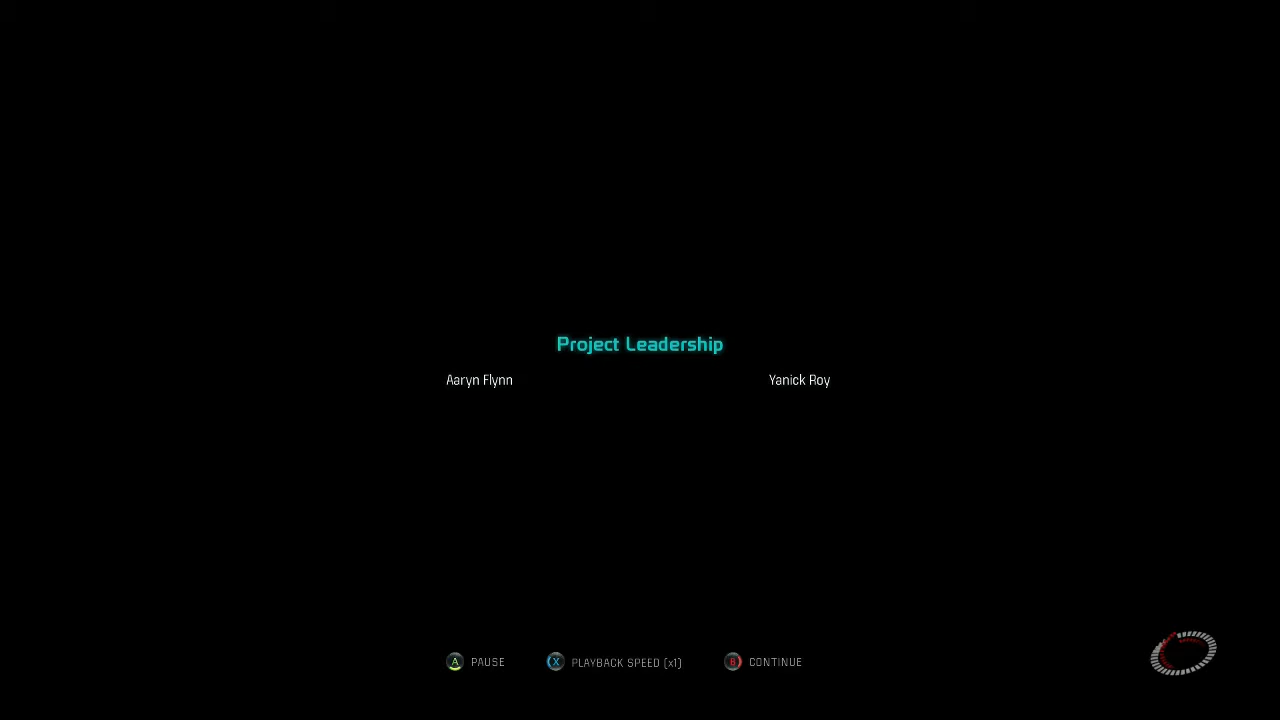 Project Leadership
Aaryn Flynn Yanick Roy
A PAUSE X PLAYBACK SPEED (x1) B CONTINUE